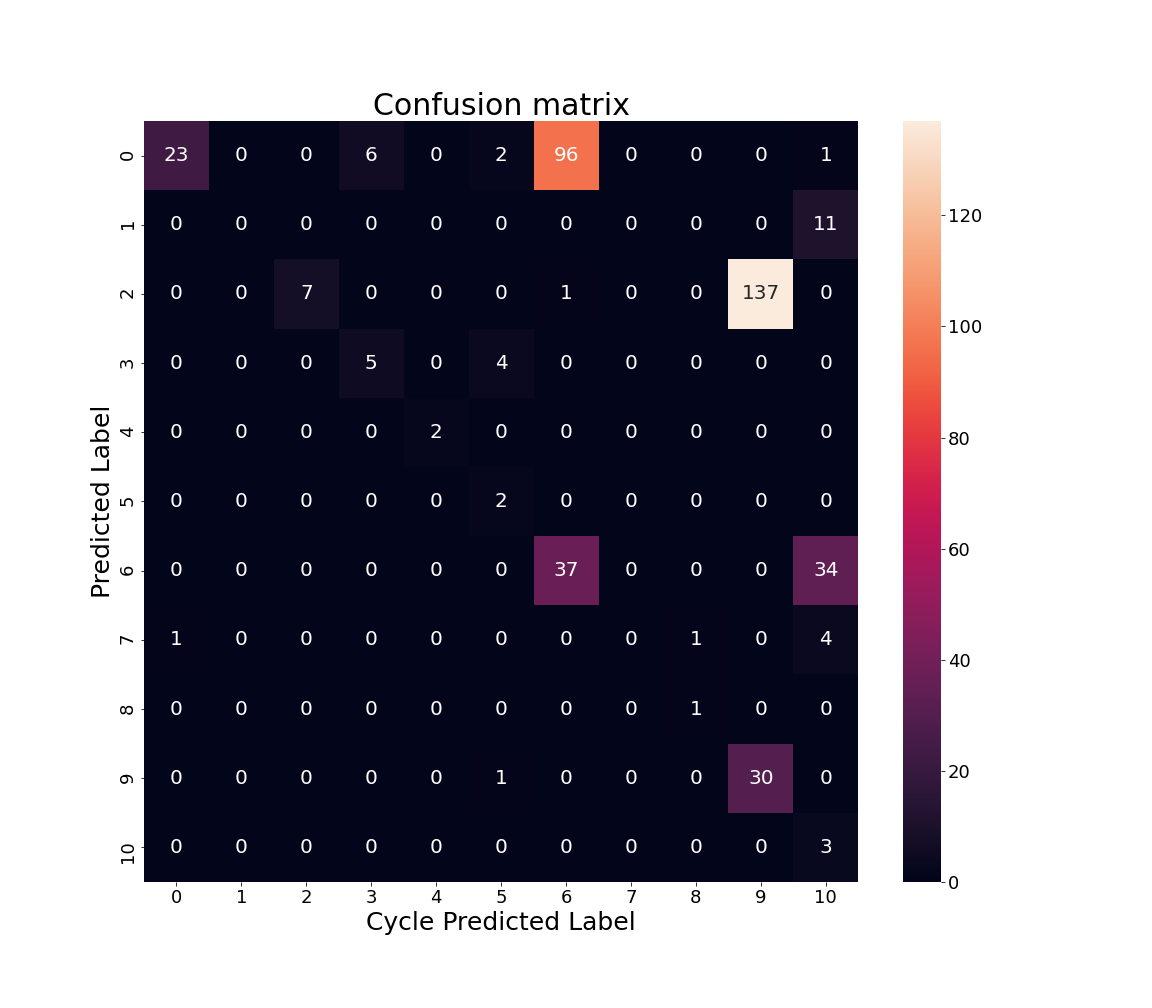 Confusion matrix
0 23 0 0 6 0 2 96 0 0 0 1
1 0 0 0 0 0 0 0 0 0 0 11
2 0 0 7 0 0 0 1 0 0 137 0
3 0 0 0 5 0 4 0 0 0 0 0
4 0 0 0 0 2 0 0 0 0 0 0
5 0 0 0 0 0 2 0 0 0 0 0
6 0 0 0 0 0 0 37 0 0 0 34
7 1 0 0 0 0 0 0 0 1 0 4
8 0 0 0 0 0 0 0 0 1 0 0
9 0 0 0 0 0 1 0 0 0 30 0
10 0 0 0 0 0 0 0 0 0 0 3
0 1 2 3 4 5 6 7 8 9 10
Cycle Predicted Label
Predicted Label
120
100
80
60
40
20
0